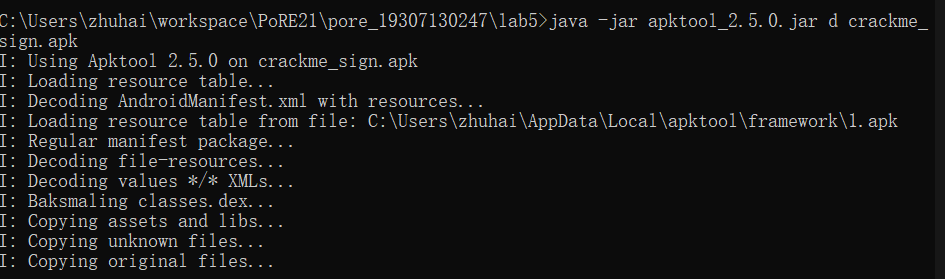 C:\Users\zhuhai\workspace\PoRE21\pore_19307130247\lab5>java -jar apktool_2.5.0.jar d crackme_
sign.apk
I: Using Apktool 2.5.0 on crackme_sign.apk
I: Loading resource table...
I: Decoding AndroidManifest.xml with resources...
I: Loading resource table from file: C:\Users\zhuhai\AppData\Local\apktool\framework\1.apk
I: Regular manifest package...
I: Decoding file-resources...
I: Decoding values */* XMLs...
I: Baksmaling classes.dex...
I: Copying assets and libs...
I: Copying unknown files...
I: Copying original files...